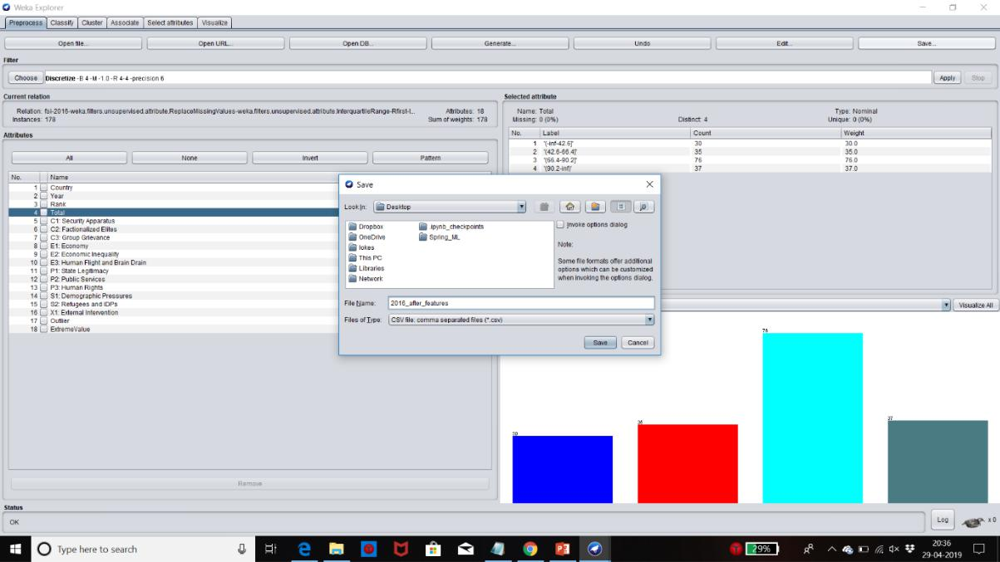 Weka Explorer
Preprocess Classify Cluster Associate Select attributes Visualize
Open file... Open URL... Open DB... Generate... Undo Edit... Save...
Filter
Choose Discretize -B 4 -M -1.0 -R 4-4 -precision 6 Apply Stop
Current relation
Relation: fsi-2016-weka.filters.unsupervised.attribute.ReplaceMissingValues-weka.filters.unsupervised.attribute.InterquartileRange-Rfirst-l... Attributes: 18
Instances: 178 Sum of weights: 178
Attributes
All None Invert Pattern
No. Name
1 Country
2 Year
3 Rank
4 Total
5 C1: Security Apparatus
6 C2: Factionalized Elites
7 C3: Group Grievance
8 E1: Economy
9 E2: Economic Inequality
10 E3: Human Flight and Brain Drain
11 P1: State Legitimacy
12 P2: Public Services
13 P3: Human Rights
14 S1: Demographic Pressures
15 S2: Refugees and IDPs
16 X1: External Intervention
17 Outlier
18 ExtremeValue
Remove
Selected attribute
Name: Total Type: Nominal
Missing: 0 (0%) Distinct: 4 Unique: 0 (0%)
No. Label Count Weight
1 '(-inf-42.6]' 30 30.0
2 '(42.6-66.4]' 35 35.0
3 '(66.4-90.2]' 76 76.0
4 '(90.2-inf)' 37 37.0
Save
Look In: Desktop
Dropbox .ipynb_checkpoints
OneDrive Spring_ML
lokes
This PC
Libraries
Network
Invoke options dialog
Note:
Some file formats offer additional
options which can be customized
when invoking the options dialog.
File Name: 2016_after_features
Files of Type: CSV file: comma separated files (*.csv)
Save Cancel
Visualize All
76
37
35
30
Status
OK Log x 0
Type here to search
29%
20:36
29-04-2019